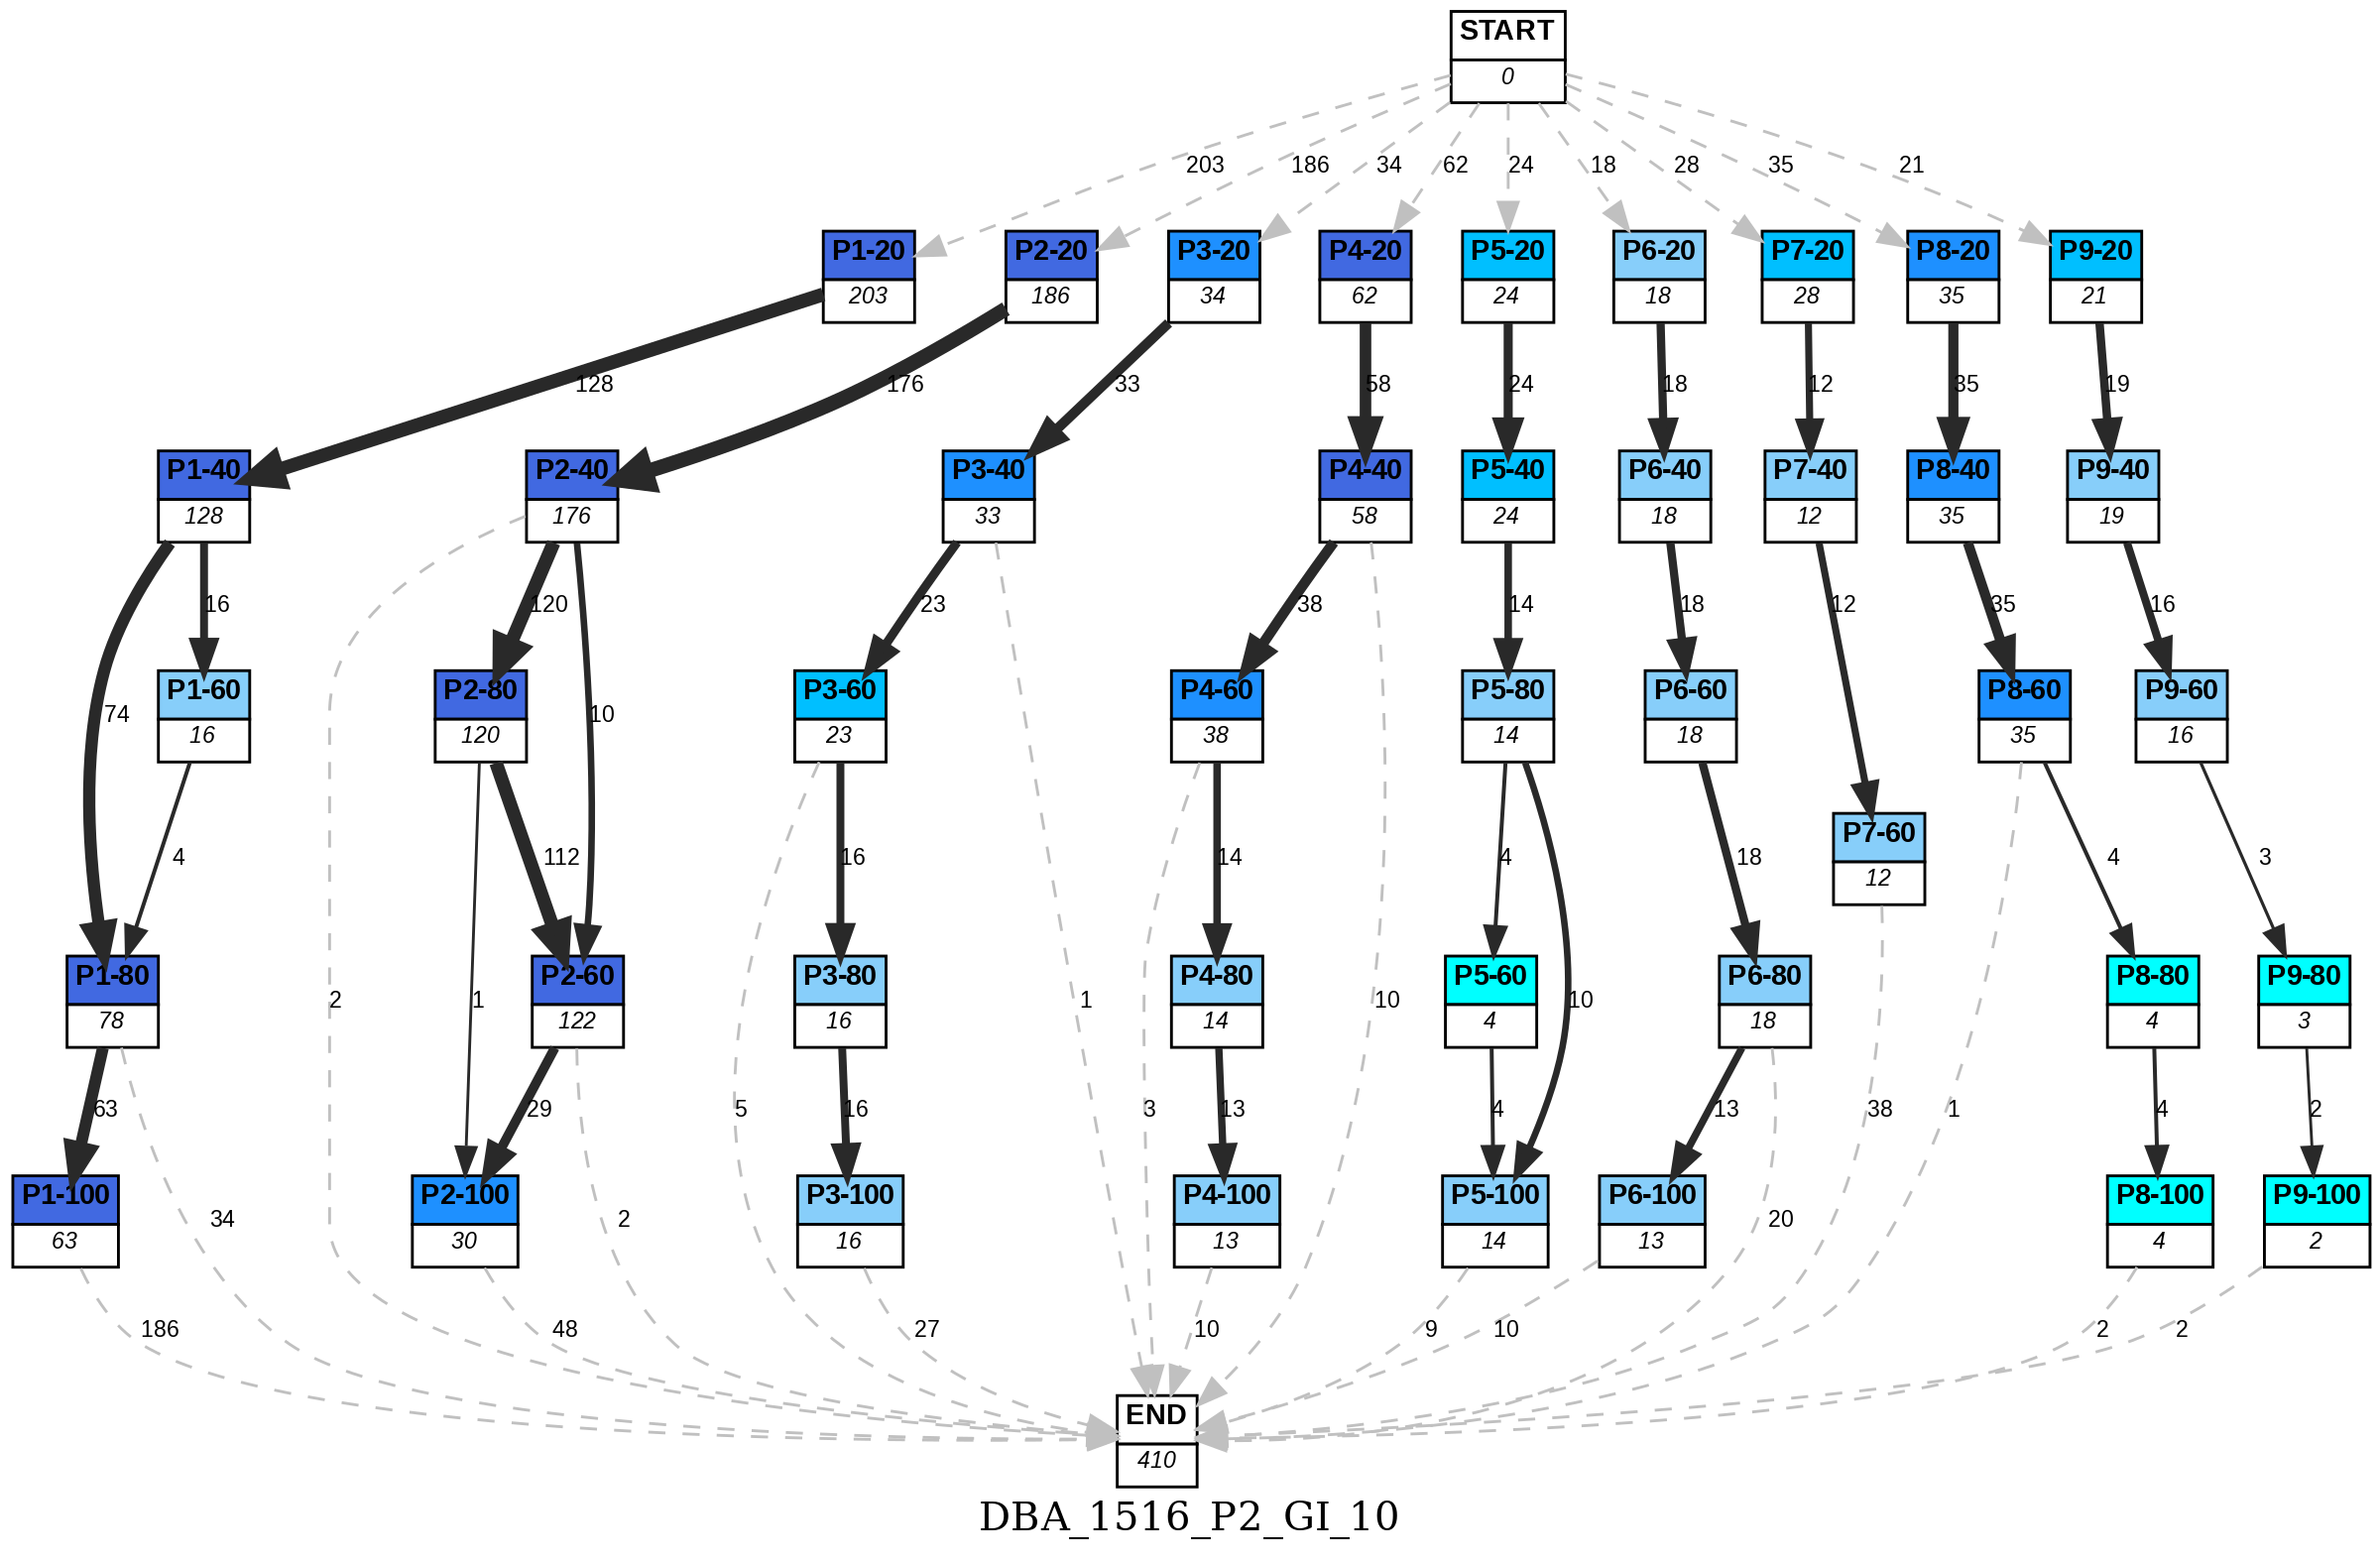 START
0
203 186 34 62 24 18 28 35 21
P1-20 P2-20 P3-20 P4-20 P5-20 P6-20 P7-20 P8-20 P9-20
203 186 34 62 24 18 28 35 21
128 176 33 58 24 18 12 35 19
P1-40 P2-40 P3-40 P4-40 P5-40 P6-40 P7-40 P8-40 P9-40
128 176 33 58 24 18 12 35 19
16 120 23 38 14 18 12 35 16
P1-60 P2-80 P3-60 P4-60 P5-80 P6-60 P8-60 P9-60
74 10
16 120 23 38 14 18 35 16
P7-60
4 112 16 14 4 18 4 3
12
P1-80 P2-60 P3-80 P4-80 P5-60 P6-80 P8-80 P9-80
2 1 1 10 10
78 122 16 14 4 18 4 3
63 29 5 16 3 13 4 13 38 1 4 2
P1-100 P2-100 P3-100 P4-100 P5-100 P6-100 P8-100 P9-100
34 2 20
63 30 16 13 14 13 4 2
186 48 27 10 9 10 2 2
END
410
DBA_1516_P2_GI_10